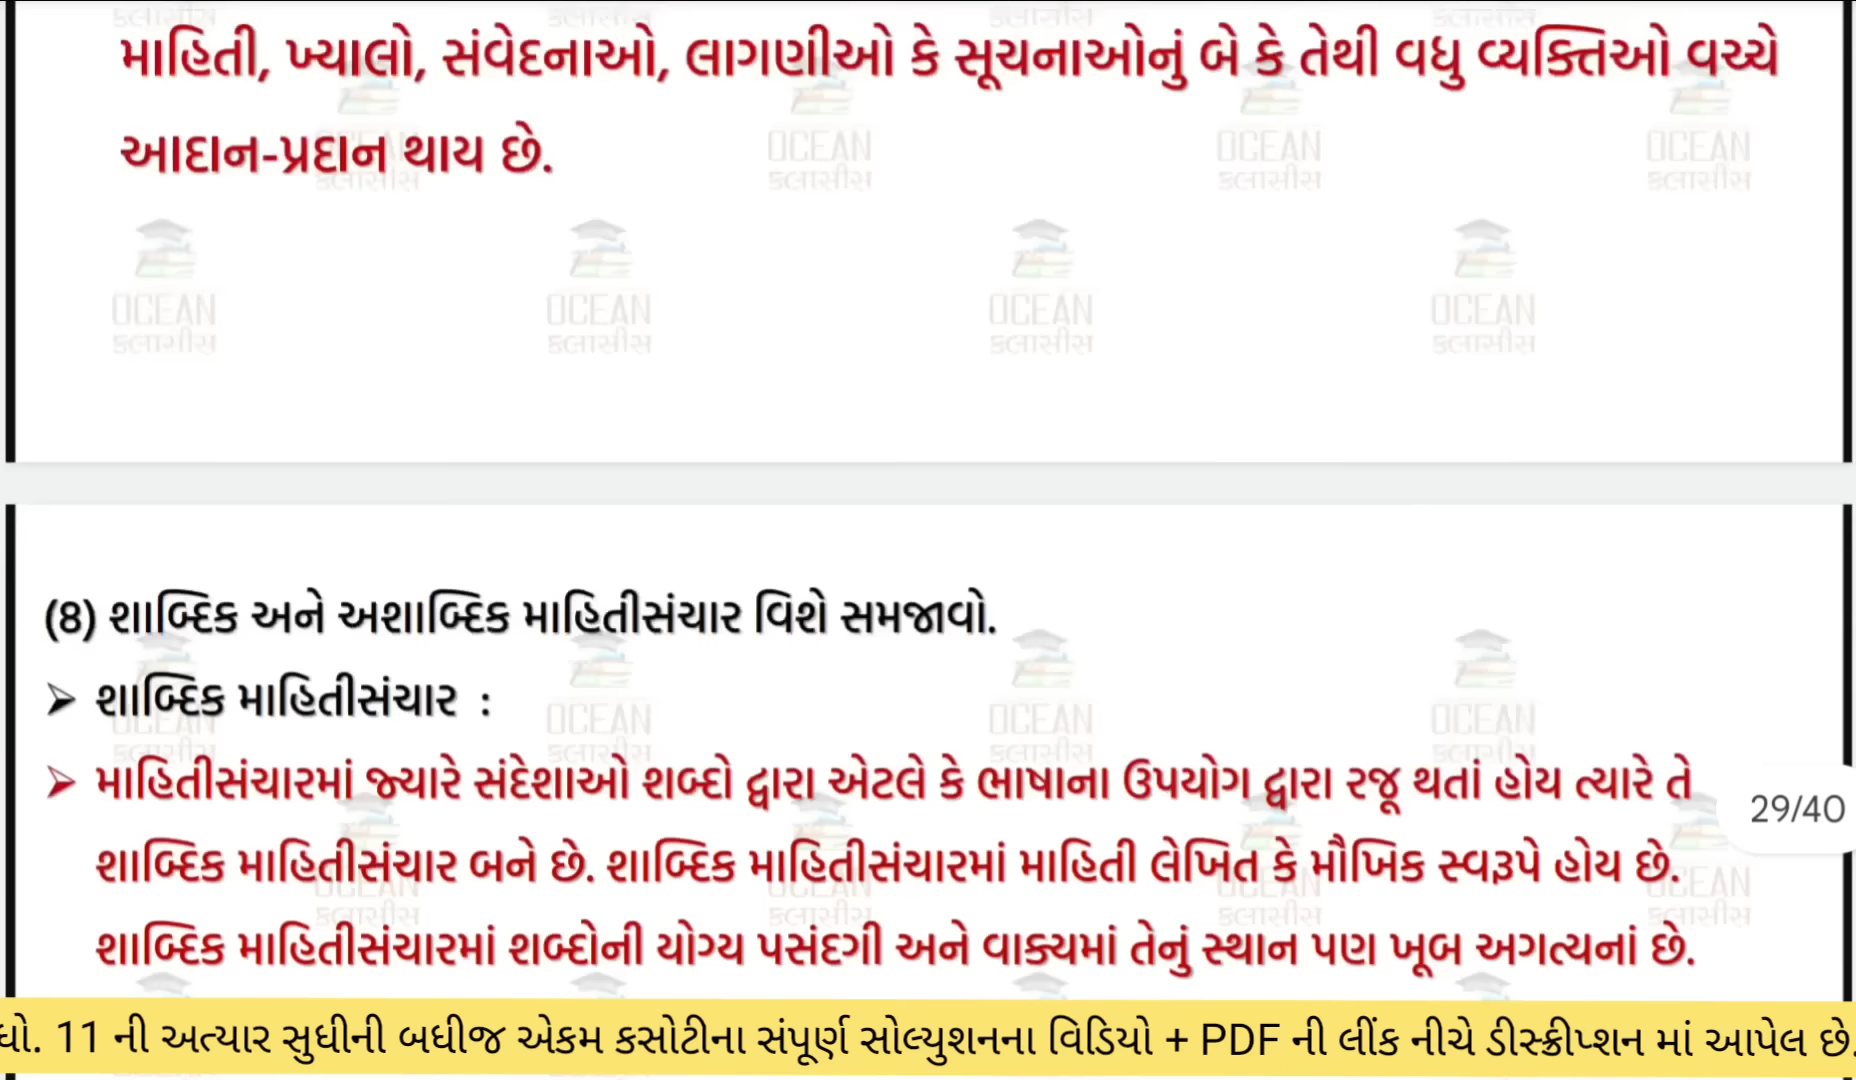 માહિતી, ખ્યાલો, સંવેદનાઓ, લાગણીઓ કે સૂચનાઓનું બે કે તેથી વધુ વ્યક્તિઓ વચ્ચે
આદાન-પ્રદાન થાય છે.
(8) શાબ્દિક અને અશાબ્દિક માહિતીસંચાર વિશે સમજાવો.
➢ શાબ્દિક માહિતીસંચાર :
➢ માહિતીસંચારમાં જ્યારે સંદેશાઓ શબ્દો દ્વારા એટલે કે ભાષાના ઉપયોગ દ્વારા રજૂ થતાં હોય ત્યારે તે
29/40
શાબ્દિક માહિતીસંચાર બને છે. શાબ્દિક માહિતીસંચારમાં માહિતી લેખિત કે મૌખિક સ્વરૂપે હોય છે.
શાબ્દિક માહિતીસંચારમાં શબ્દોની યોગ્ય પસંદગી અને વાક્યમાં તેનું સ્થાન પણ ખૂબ અગત્યનાં છે.
ધો. 11 ની અત્યાર સુધીની બધીજ એકમ કસોટીના સંપૂર્ણ સોલ્યુશનના વિડિયો + PDF ની લીંક નીચે ડીસ્ક્રીપ્શન માં આપેલ છે.
OCEAN
ક્લાસીસ